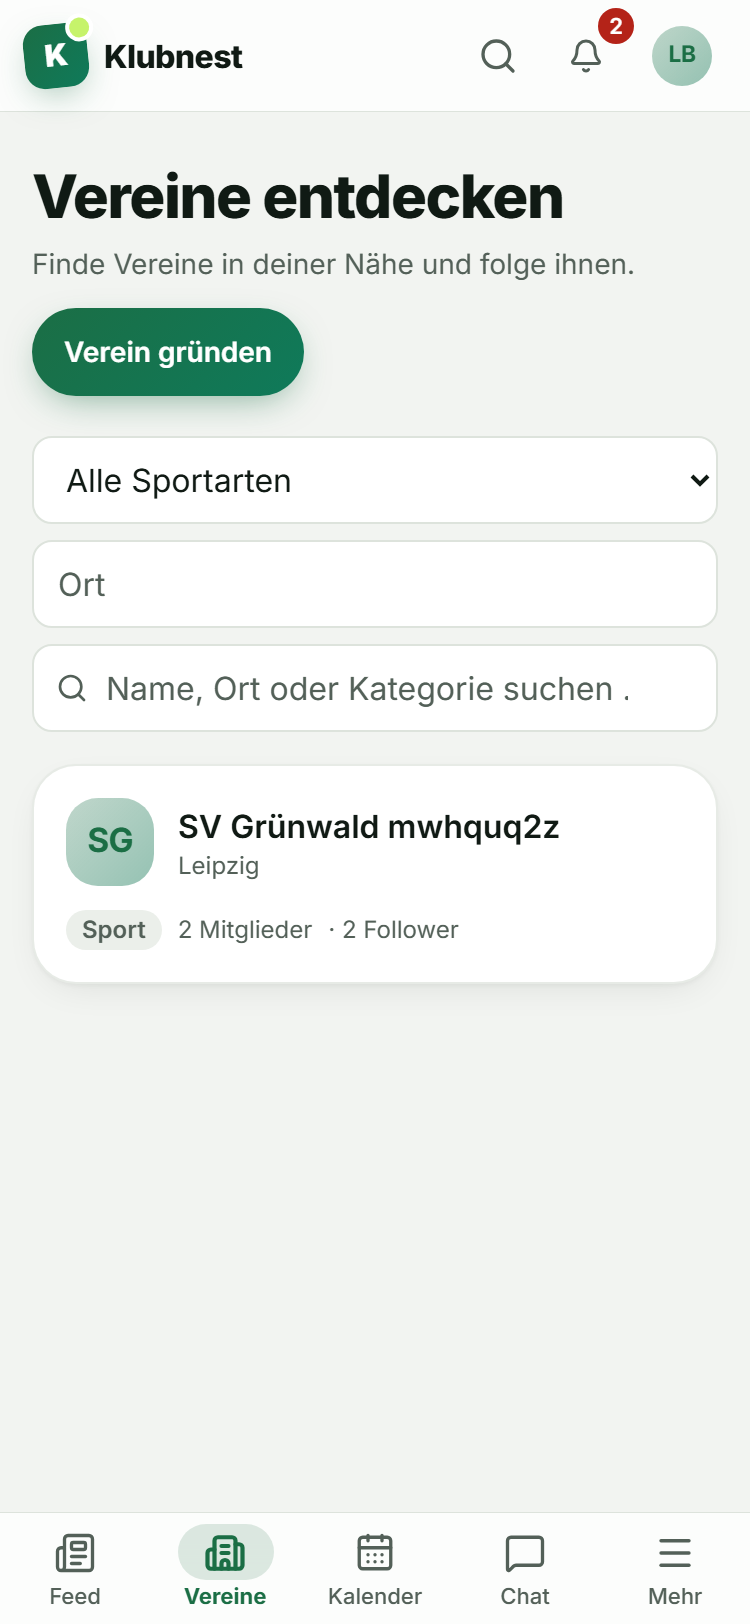 K Klubnest 2 LB
Vereine entdecken
Finde Vereine in deiner Nähe und folge ihnen.
Verein gründen
Alle Sportarten
Ort
Name, Ort oder Kategorie suchen .
SG SV Grünwald mwhquq2z
Leipzig
Sport 2 Mitglieder · 2 Follower
Feed Vereine Kalender Chat Mehr